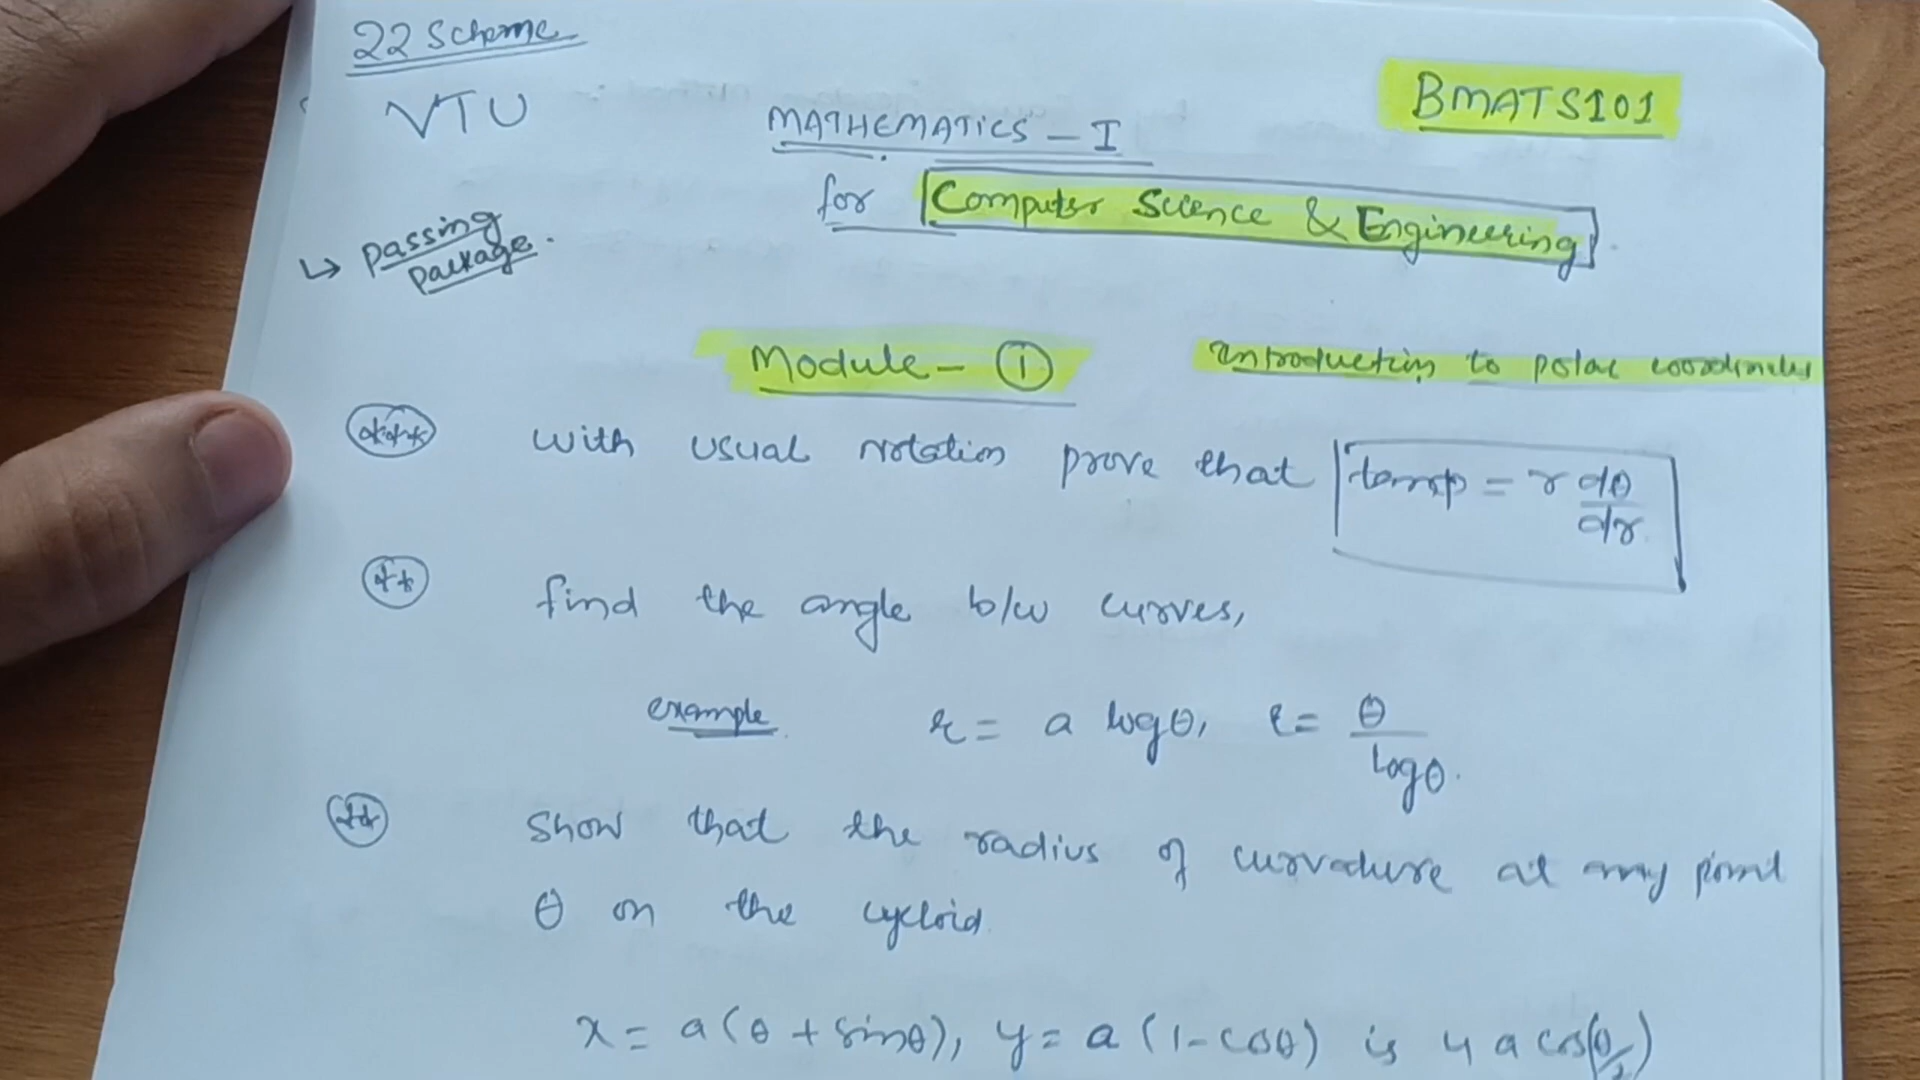 22 Scheme
VTU
BMATS101
MATHEMATICS - I
for Computer Science & Engineering
↳ passing
package.
Module - ① Introduction to polar coordinates
*** with usual notation prove that tanφ = r dθ/dr
** find the angle b/w curves,
example r = a logθ, r = θ/logθ.
** Show that the radius of curvature at any point
θ on the cycloid
x = a(θ + sinθ), y = a(1-cosθ) is 4 a cos(θ/2)